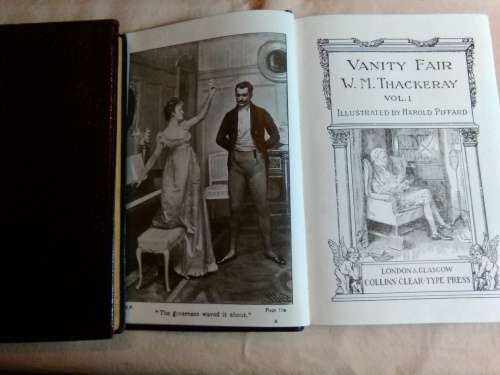 "The governess waved it about."
Page 11
VANITY FAIR
W. M. THACKERAY
VOL. I
ILLUSTRATED BY HAROLD PIFFARD
LONDON & GLASGOW
COLLINS CLEAR-TYPE PRESS